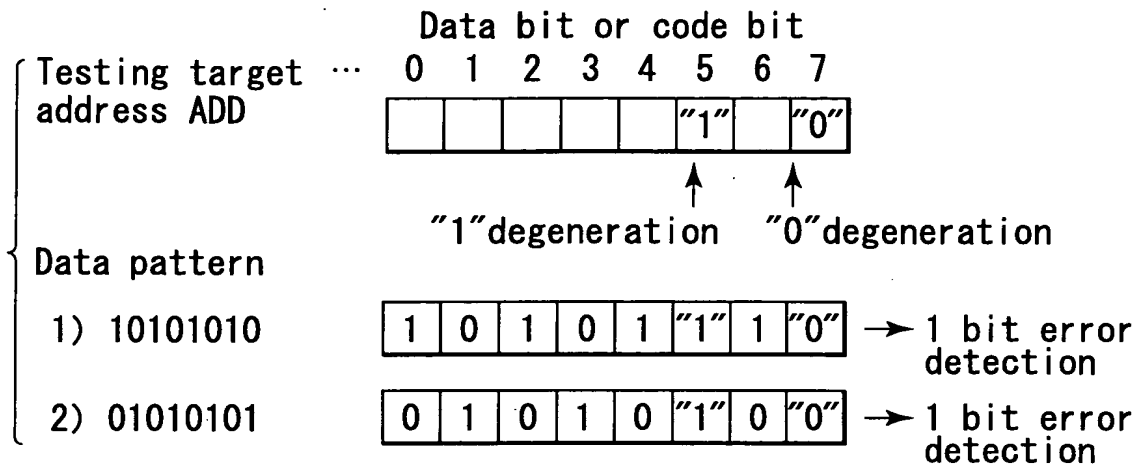 Data bit or code bit
Testing target ... 0 1 2 3 4 5 6 7
address ADD "1" "0"
"1"degeneration "0"degeneration
Data pattern
1) 10101010 1 0 1 0 1 "1" 1 "0" → 1 bit error
detection
2) 01010101 0 1 0 1 0 "1" 0 "0" → 1 bit error
detection